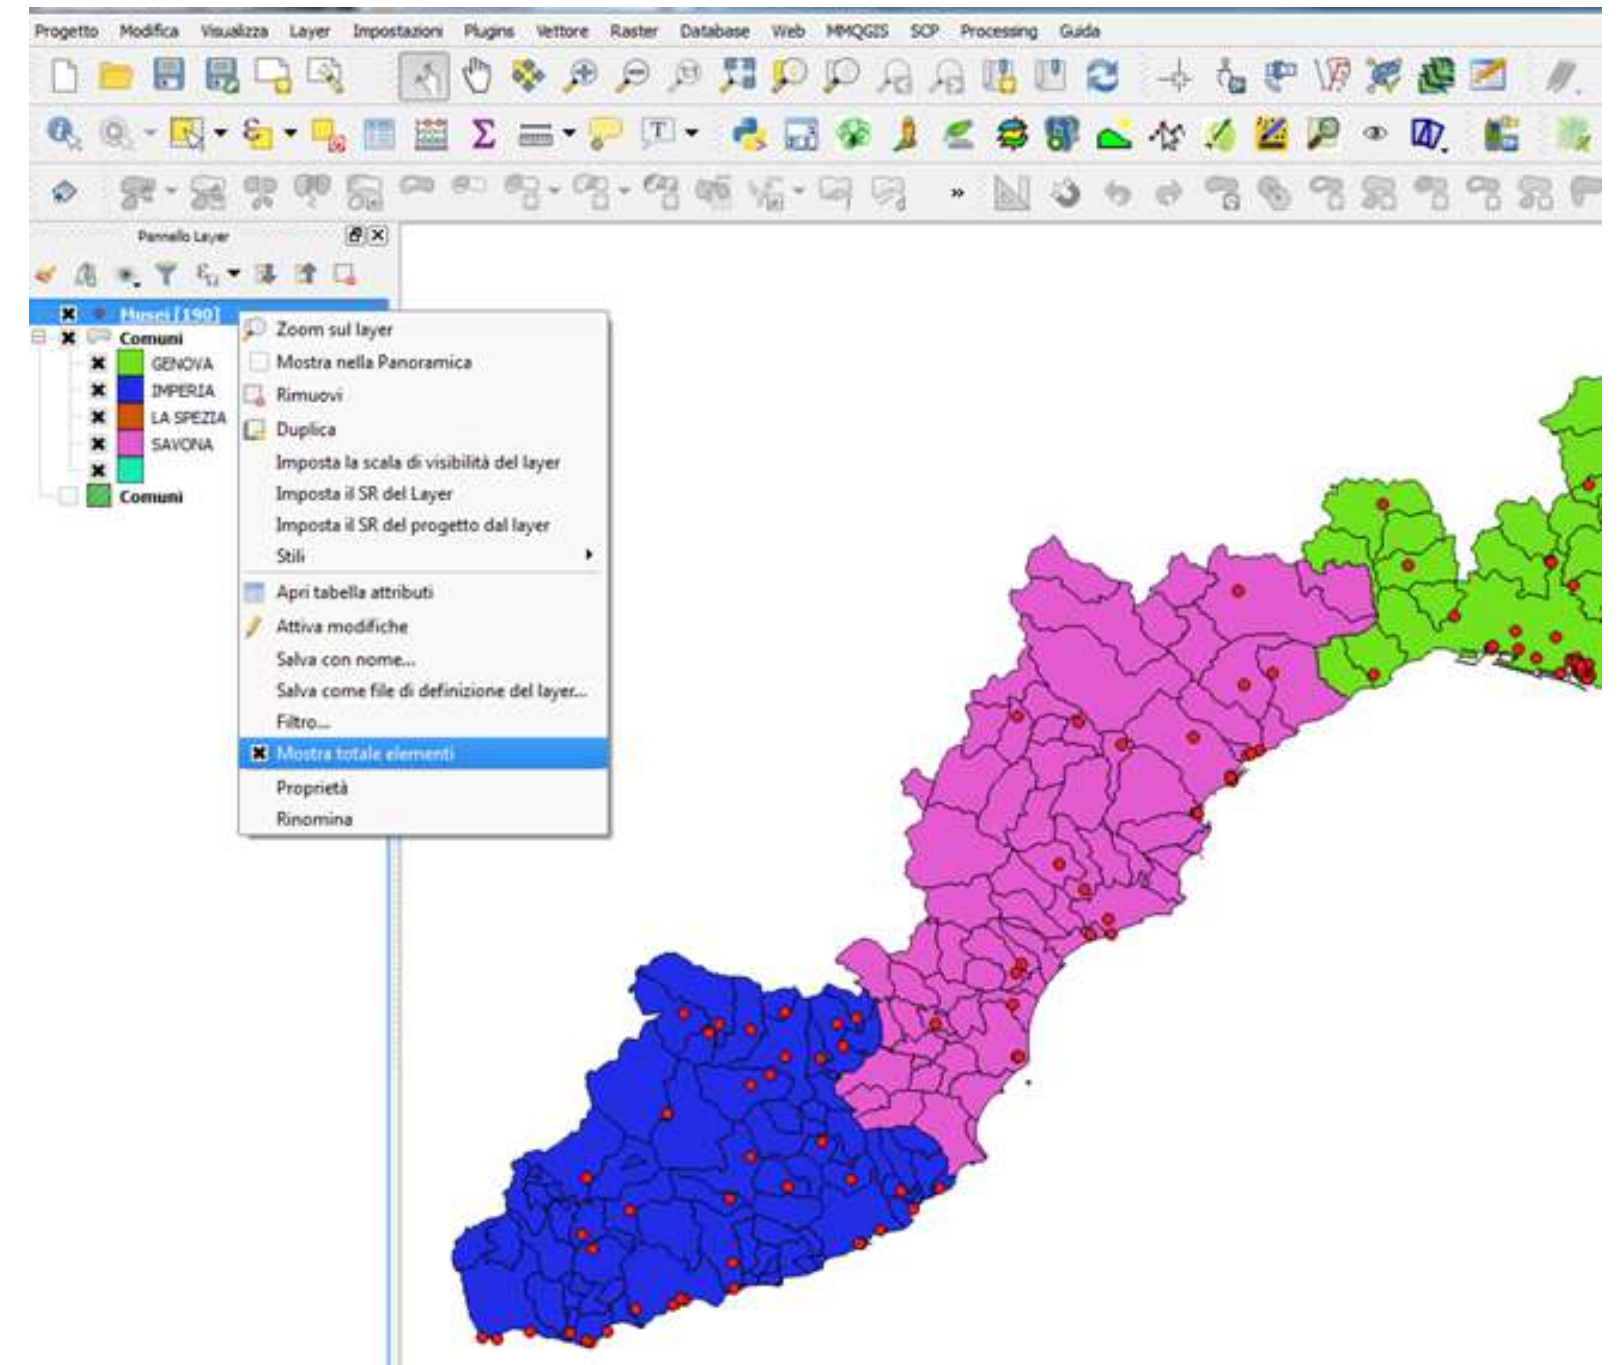 Progetto Modifica Visualizza Layer Impostazioni Plugins Vettore Raster Database Web MMQGIS SCP Processing Guida
Pannello Layer
Musei [190]
Comuni
GENOVA
IMPERIA
LA SPEZIA
SAVONA
Comuni
Zoom sul layer
Mostra nella Panoramica
Rimuovi
Duplica
Imposta la scala di visibilità del layer
Imposta il SR del Layer
Imposta il SR del progetto dal layer
Stili
Apri tabella attributi
Attiva modifiche
Salva con nome...
Salva come file di definizione del layer...
Filtro...
Mostra totale elementi
Proprietà
Rinomina